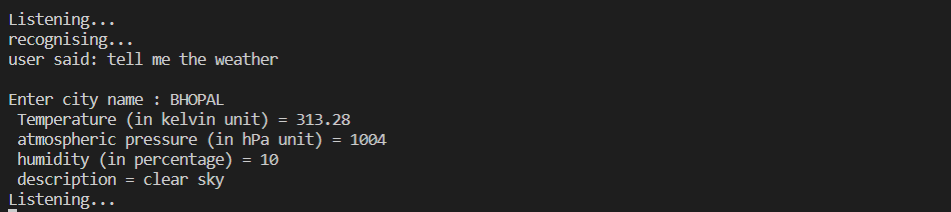 Listening...
recognising...
user said: tell me the weather
Enter city name : BHOPAL
Temperature (in kelvin unit) = 313.28
atmospheric pressure (in hPa unit) = 1004
humidity (in percentage) = 10
description = clear sky
Listening...